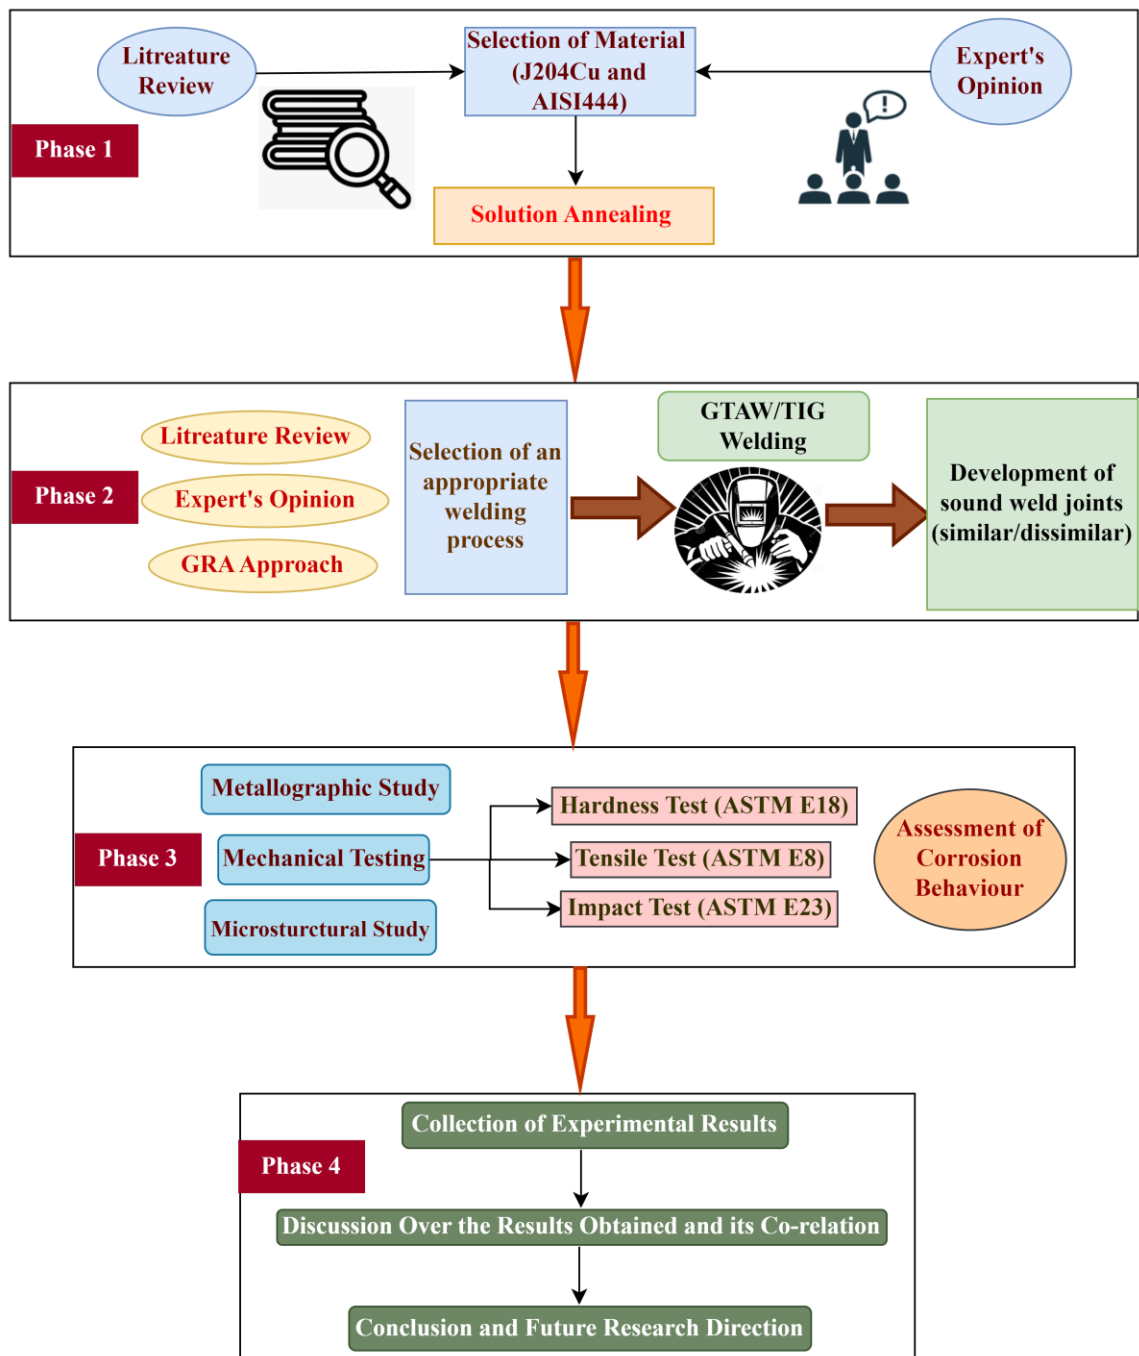 Litreature
Review
Selection of Material
(J204Cu and
AISI444)
Expert's
Opinion
Phase 1
Solution Annealing
Phase 2
Litreature Review
Expert's Opinion
GRA Approach
Selection of an
appropriate
welding
process
GTAW/TIG
Welding
Development of
sound weld joints
(similar/dissimilar)
Phase 3
Metallographic Study
Mechanical Testing
Microsturctural Study
Hardness Test (ASTM E18)
Tensile Test (ASTM E8)
Impact Test (ASTM E23)
Assessment of
Corrosion
Behaviour
Phase 4
Collection of Experimental Results
Discussion Over the Results Obtained and its Co-relation
Conclusion and Future Research Direction